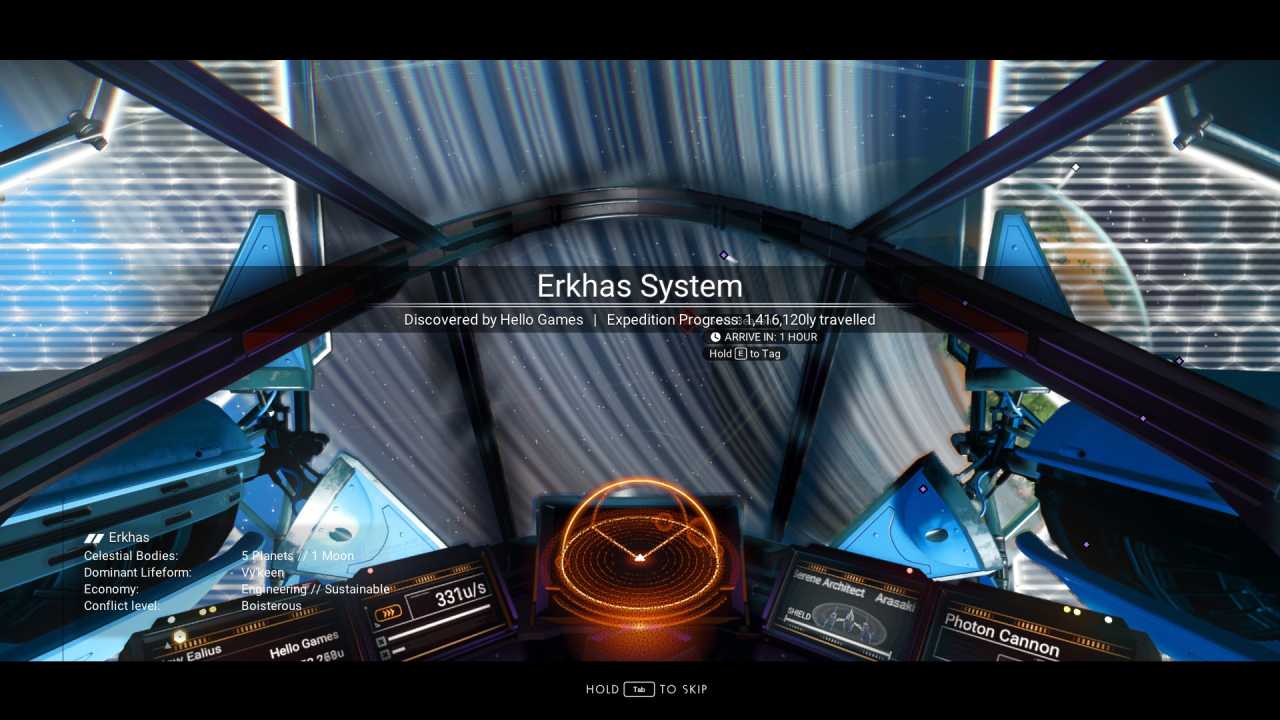 Erkhas System
Discovered by Hello Games | Expedition Progress: 1,416,120ly travelled
ARRIVE IN: 1 HOUR
Hold E to Tag
Erkhas
Celestial Bodies: 5 Planets // 1 Moon
Dominant Lifeform: Vy'keen
Economy: Engineering // Sustainable
Conflict level: Boisterous
331u/s
Serene Architect Arasaki
SHIELD
Photon Cannon
Ealius Hello Games
HOLD Tab TO SKIP